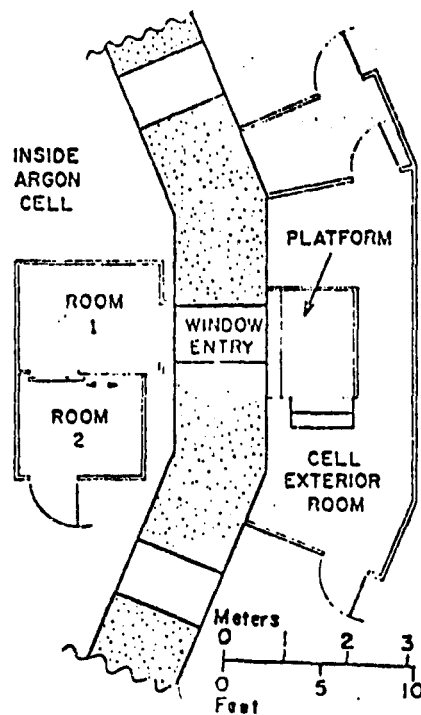 INSIDE
ARGON
CELL
PLATFORM
ROOM
1
WINDOW
ENTRY
ROOM
2
CELL
EXTERIOR
ROOM
Meters
0 1 2 3
0 5 10
Feet